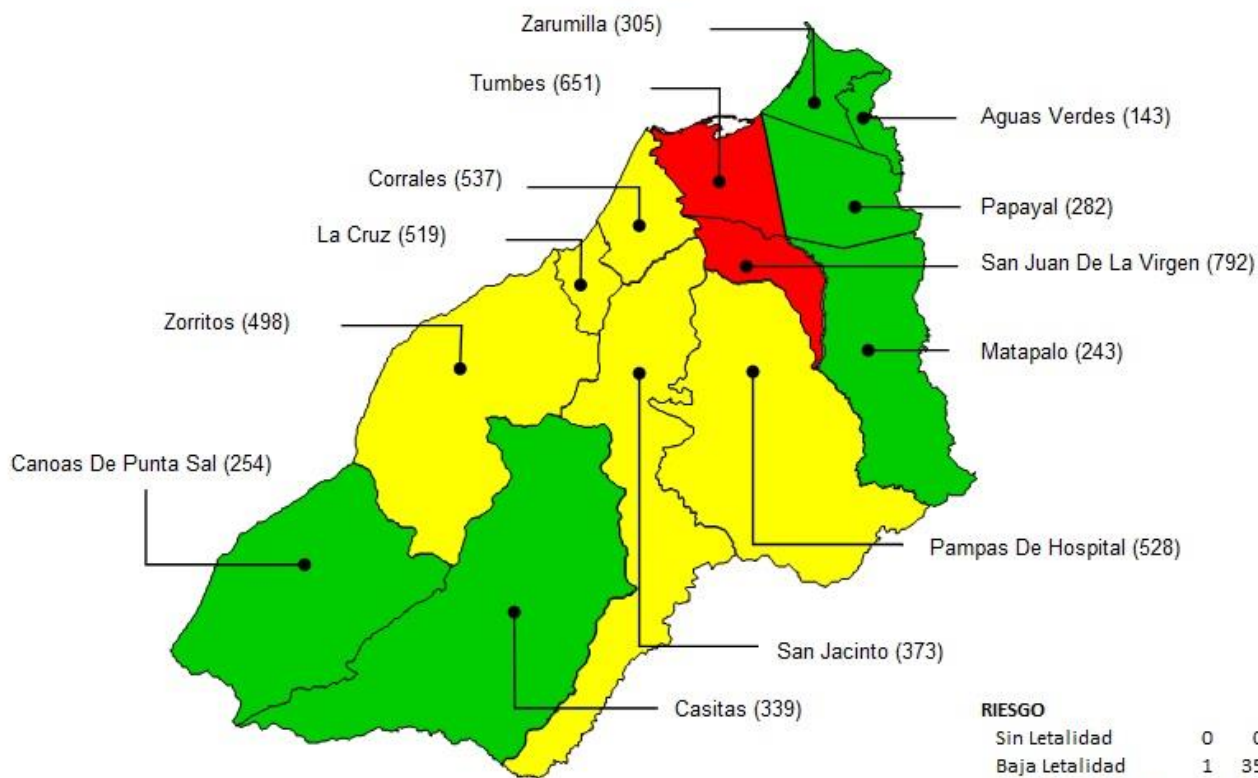 Zarumilla (305)
Tumbes (651)
Aguas Verdes (143)
Corrales (537)
Papayal (282)
La Cruz (519)
San Juan De La Virgen (792)
Zorritos (498)
Matapalo (243)
Canoas De Punta Sal (254)
Pampas De Hospital (528)
San Jacinto (373)
Casitas (339)
RIESGO
Sin Letalidad 0
Baja Letalidad 1